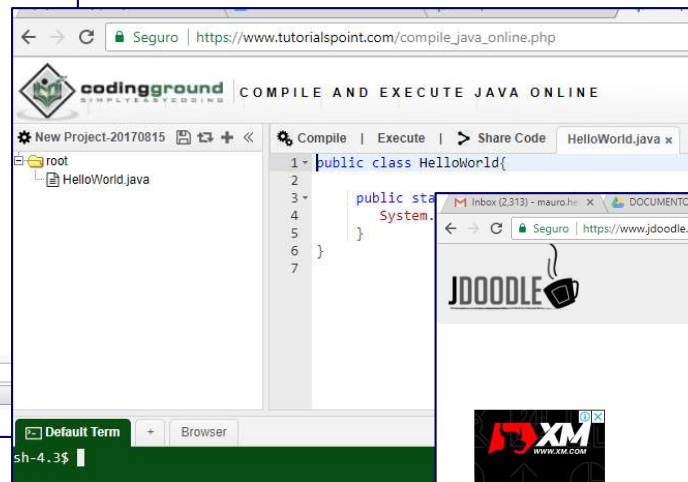 Seguro | https://www.tutorialspoint.com/compile_java_online.php
codingground
SIMPLYEASYCODING
COMPILE AND EXECUTE JAVA ONLINE
New Project-20170815
Compile | Execute | > Share Code HelloWorld.java x
root
HelloWorld.java
1 public class HelloWorld{
2
3 public sta
4 System.
5 }
6 }
7
Inbox (2,313) - mauro.he x DOCUMENTO
Seguro | https://www.jdoodle.
JDOODLE
XM
WWW.XM.COM
Default Term + Browser
sh-4.3$